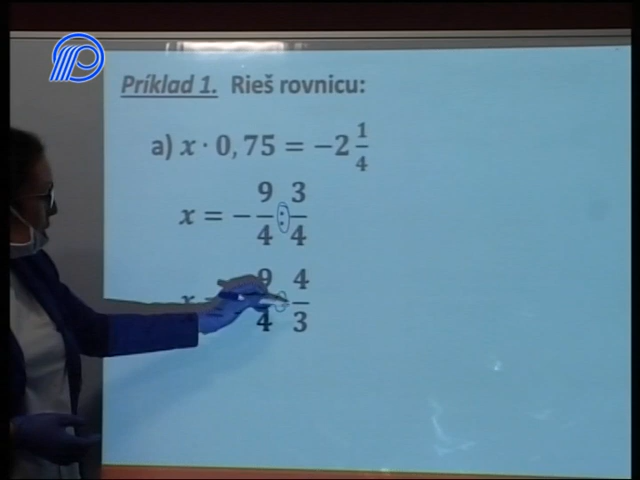 Príklad 1. Rieš rovnicu:
a) x · 0,75 = −2 1/4
x = − 9/4 : 3/4
x 9/4 4/3